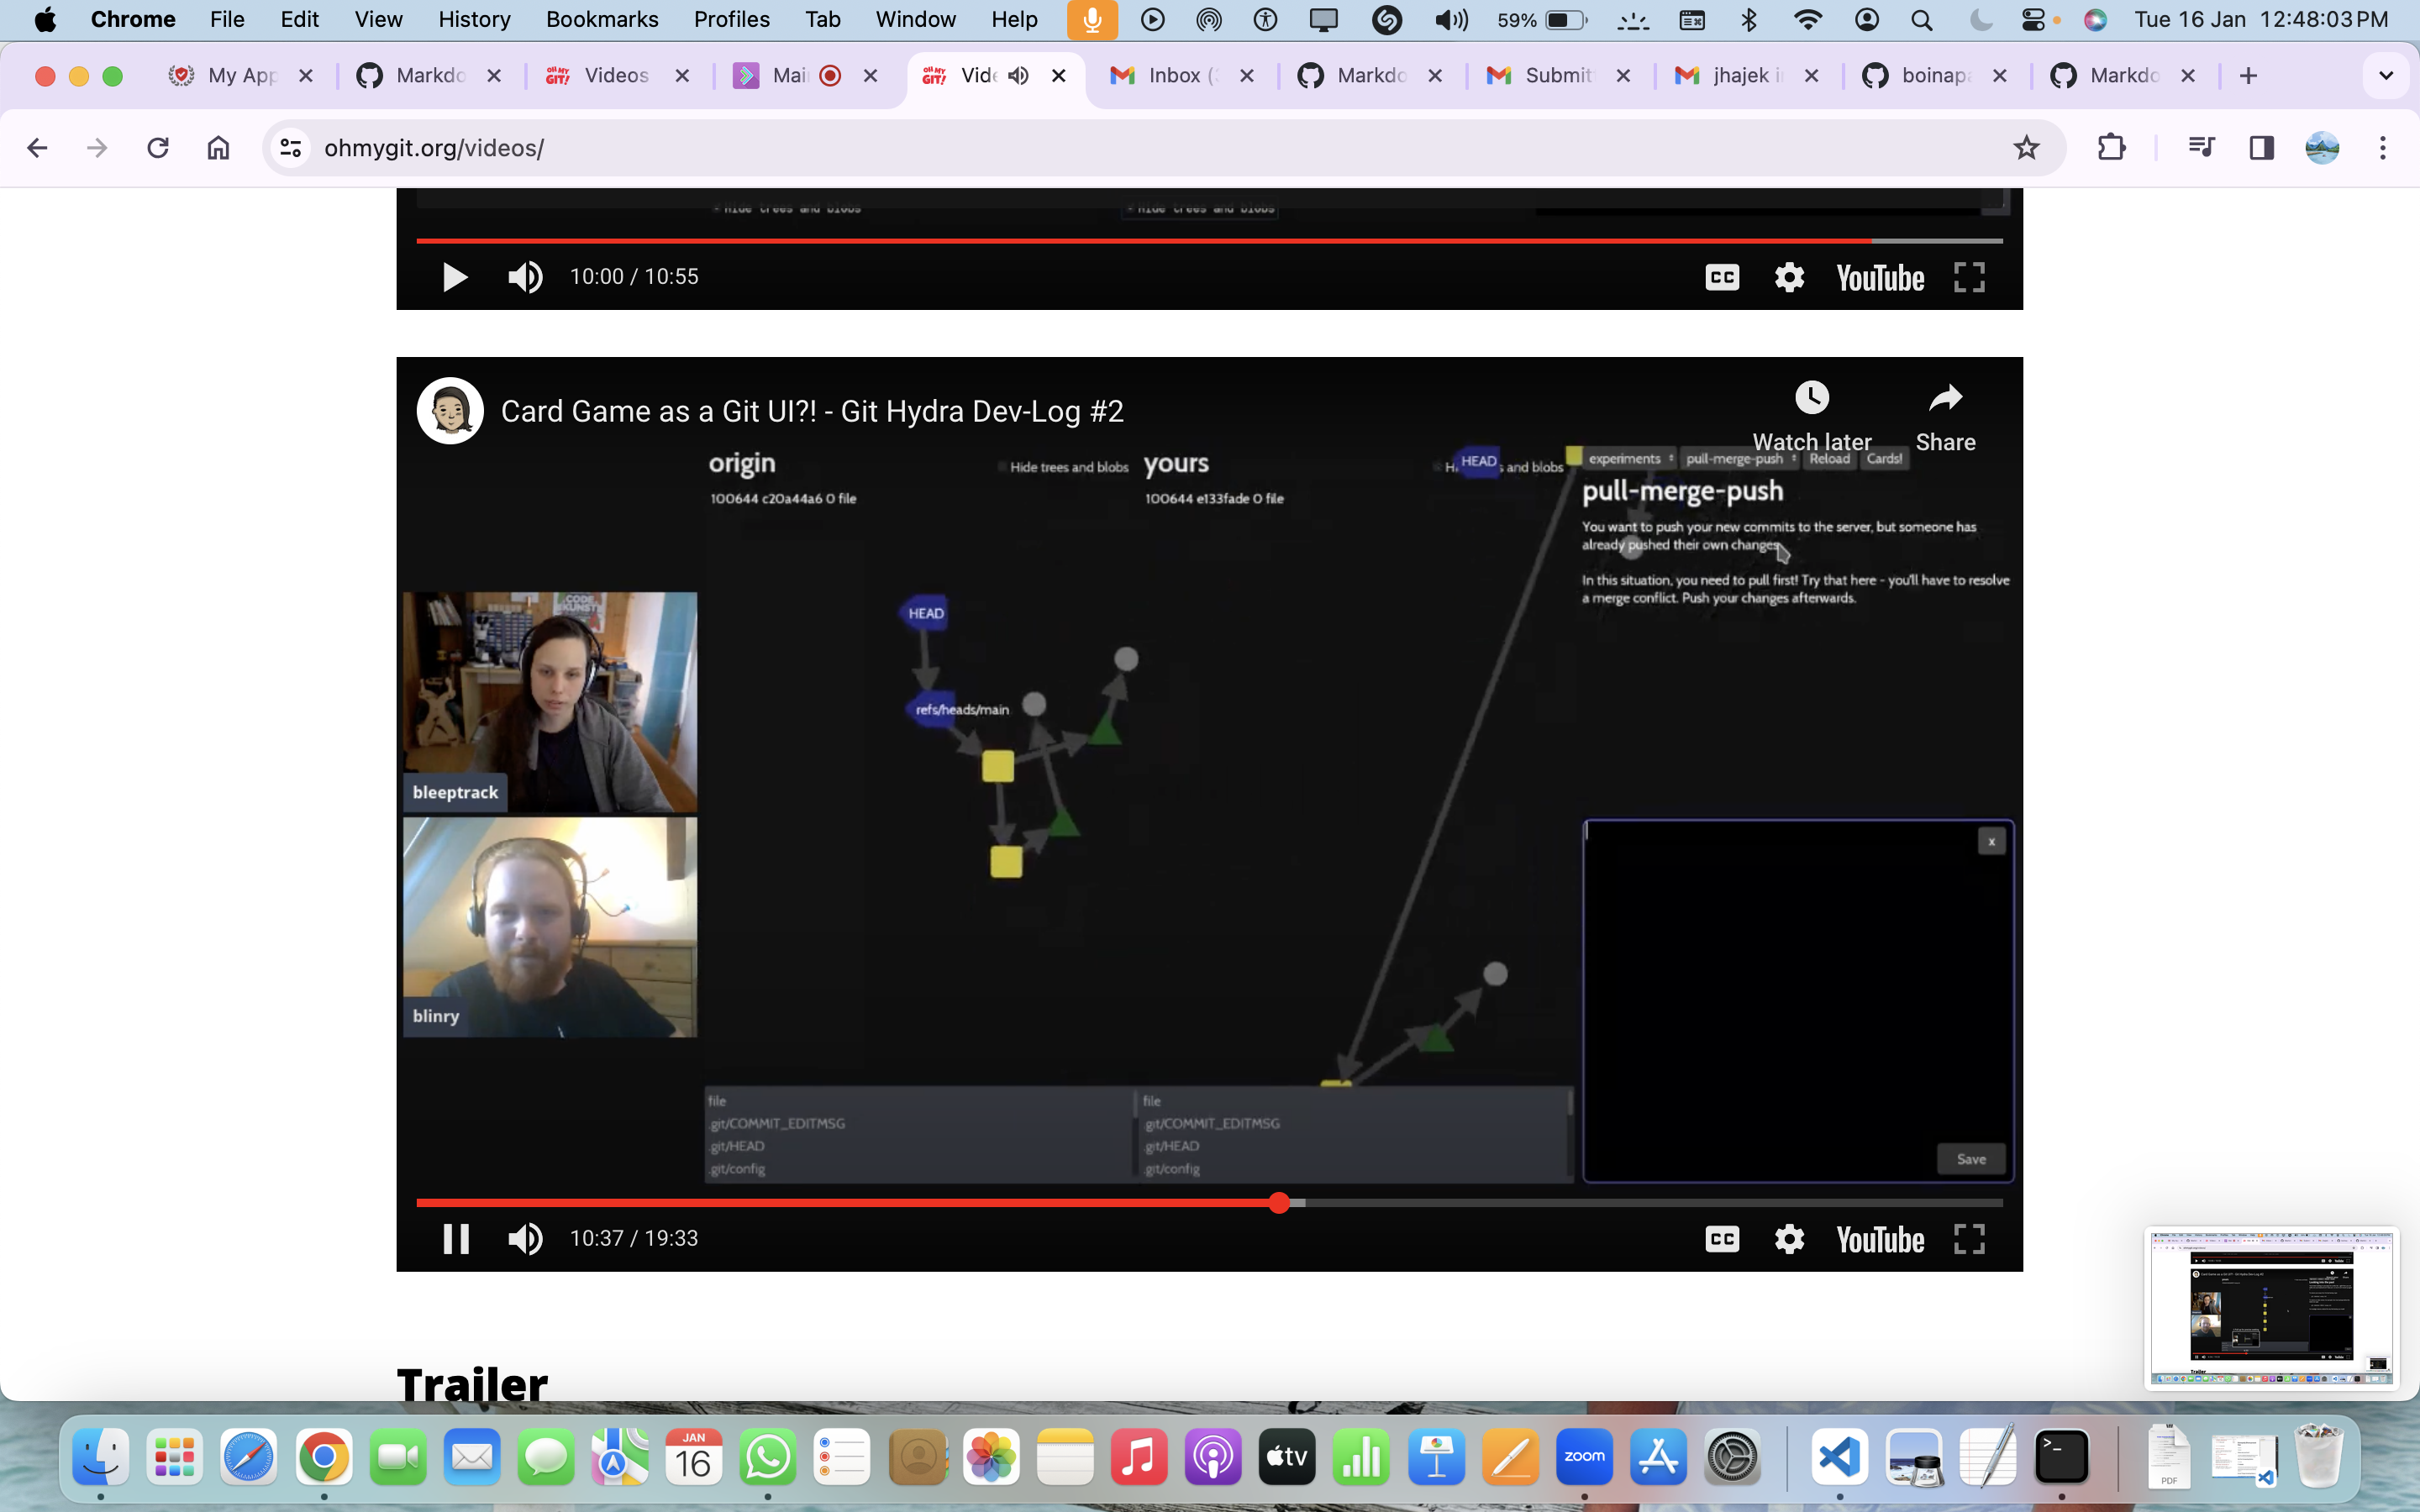 Chrome File Edit View History Bookmarks Profiles Tab Window Help 59% Tue 16 Jan 12:48:03 PM
My App Markdo Videos Mai Vide Inbox ( Markdo Submit jhajek i boinapa Markdo
ohmygit.org/videos/
Hide trees and blobs Hide trees and blobs
10:00 / 10:55 CC YouTube
Card Game as a Git UI?! - Git Hydra Dev-Log #2
Watch later Share
origin Hide trees and blobs yours HEAD s and blobs experiments pull-merge-push Reload Cards!
100644 c20a44a6 0 file 100644 e133fade 0 file
pull-merge-push
You want to push your new commits to the server, but someone has
already pushed their own changes.
In this situation, you need to pull first! Try that here - you'll have to resolve
a merge conflict. Push your changes afterwards.
HEAD
refs/heads/main
bleeptrack
blinry
x
file file
.git/COMMIT_EDITMSG .git/COMMIT_EDITMSG
.git/HEAD .git/HEAD
.git/config .git/config
Save
10:37 / 19:33 CC YouTube
Trailer
JAN
16
tv
zoom
PDF